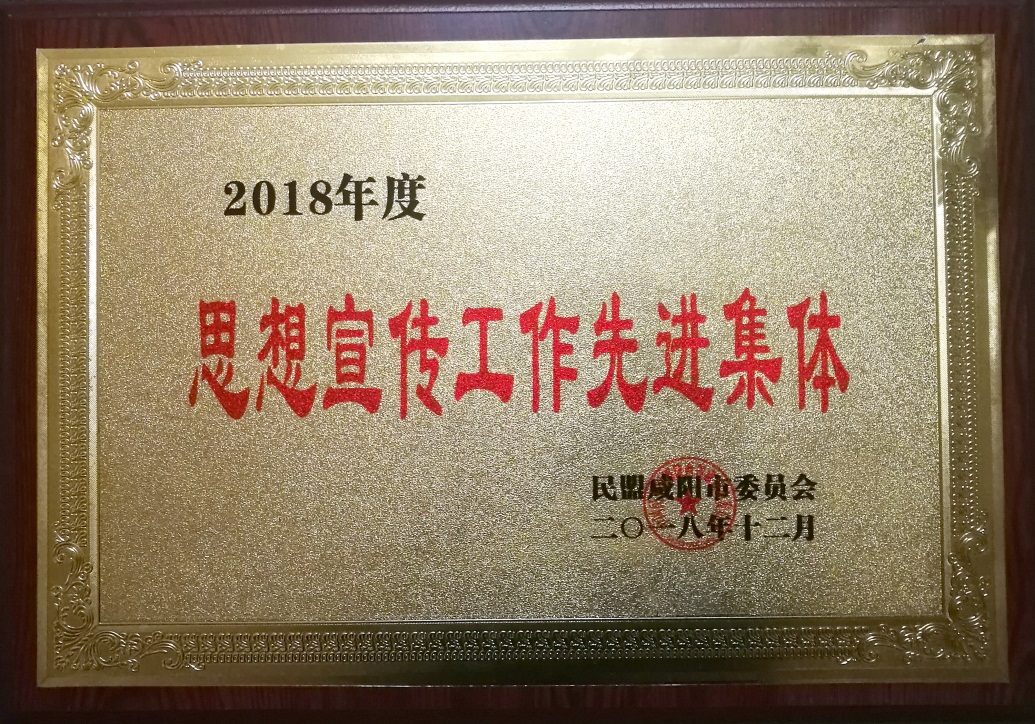 2018年度
思想宣传工作先进集体
民盟咸阳市委员会
二〇一八年十二月